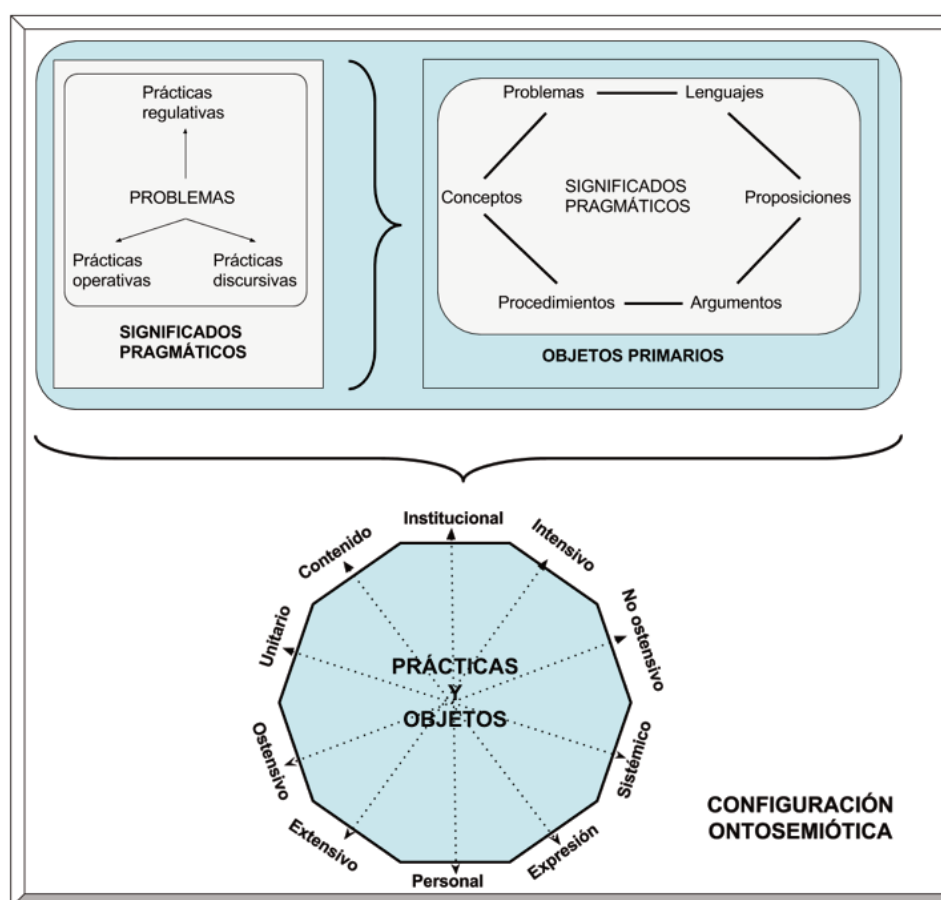 Prácticas
regulativas
PROBLEMAS
Prácticas
operativas
Prácticas
discursivas
SIGNIFICADOS
PRAGMÁTICOS
Problemas
Lenguajes
Conceptos
SIGNIFICADOS
PRAGMÁTICOS
Proposiciones
Procedimientos
Argumentos
OBJETOS PRIMARIOS
Institucional
Contenido
Intensivo
Unitario
No ostensivo
PRÁCTICAS
Y
OBJETOS
Ostensivo
Sistémico
Extensivo
Expresión
Personal
CONFIGURACIÓN
ONTOSEMIÓTICA